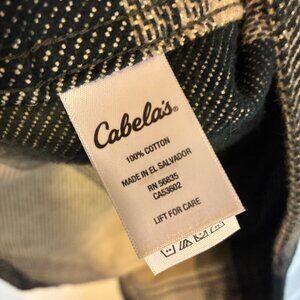 Cabela's®
100% COTTON
MADE IN EL SALVADOR
RN 56835
CA53602
LIFT FOR CARE